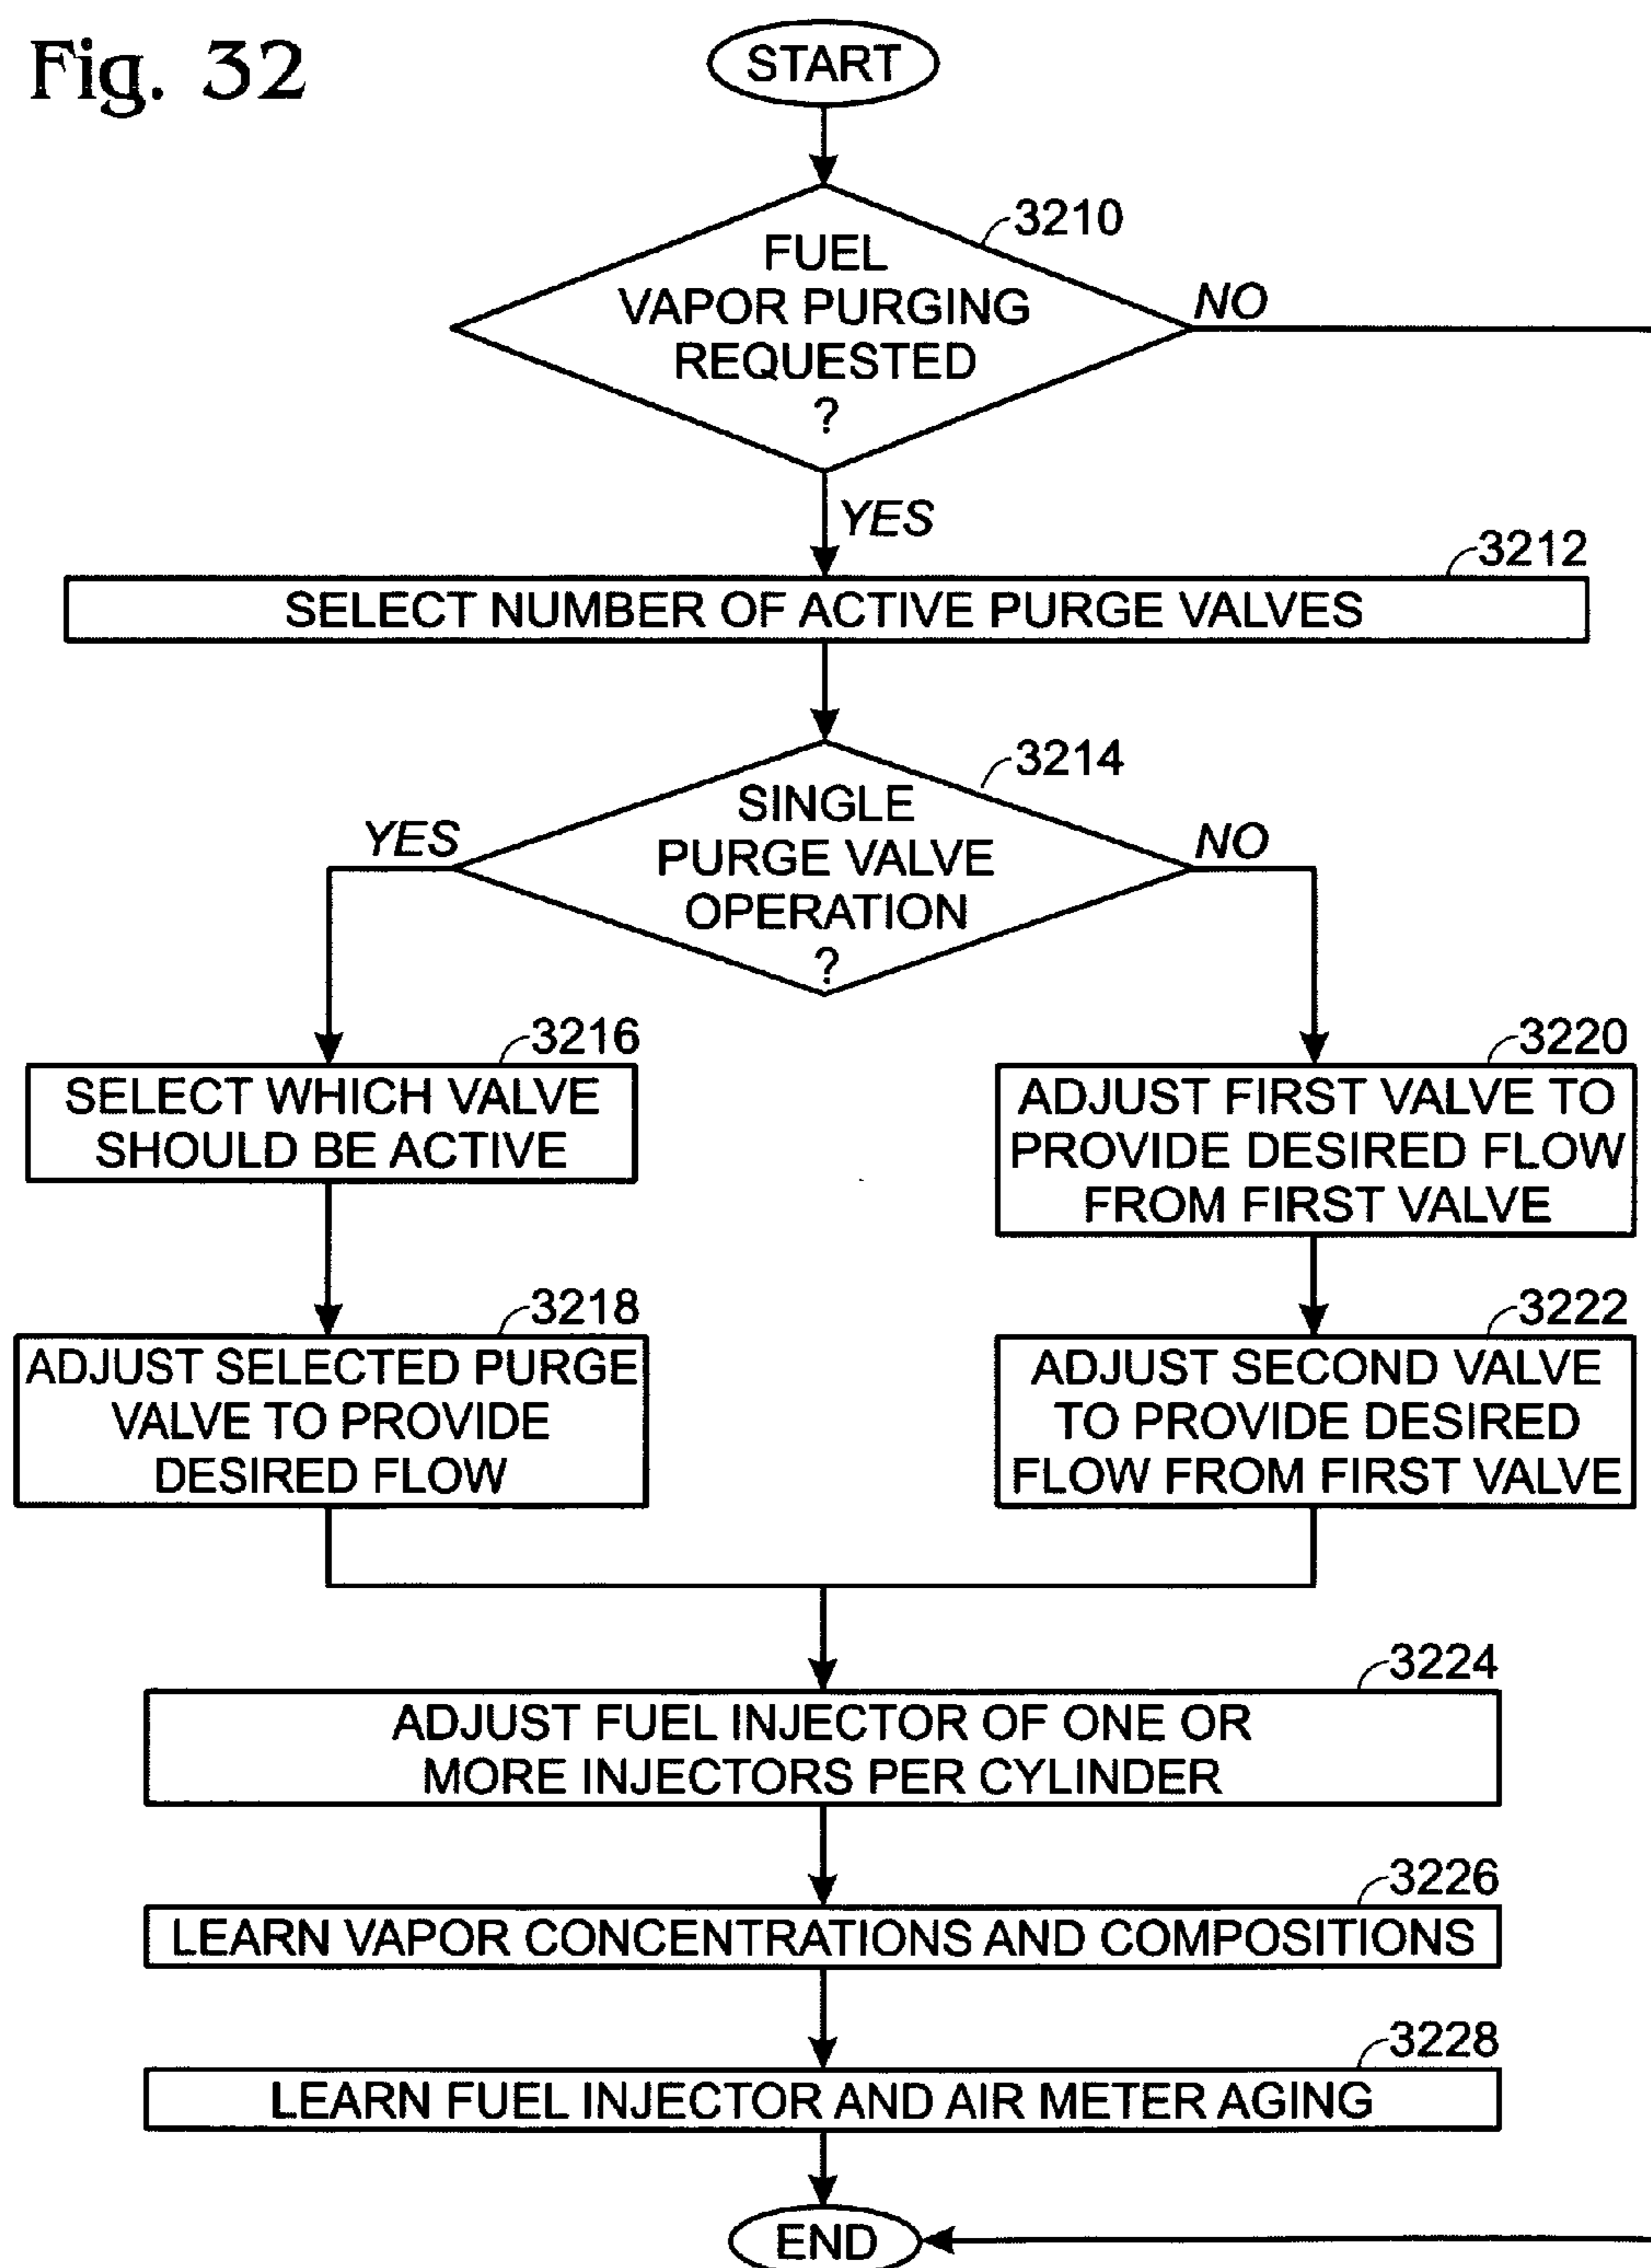 Fig. 32
START
3210
FUEL
VAPOR PURGING
REQUESTED
?
NO
YES
3212
SELECT NUMBER OF ACTIVE PURGE VALVES
3214
SINGLE
PURGE VALVE
OPERATION
?
YES
NO
3216
SELECT WHICH VALVE
SHOULD BE ACTIVE
3220
ADJUST FIRST VALVE TO
PROVIDE DESIRED FLOW
FROM FIRST VALVE
3218
ADJUST SELECTED PURGE
VALVE TO PROVIDE
DESIRED FLOW
3222
ADJUST SECOND VALVE
TO PROVIDE DESIRED
FLOW FROM FIRST VALVE
3224
ADJUST FUEL INJECTOR OF ONE OR
MORE INJECTORS PER CYLINDER
3226
LEARN VAPOR CONCENTRATIONS AND COMPOSITIONS
3228
LEARN FUEL INJECTOR AND AIR METER AGING
END